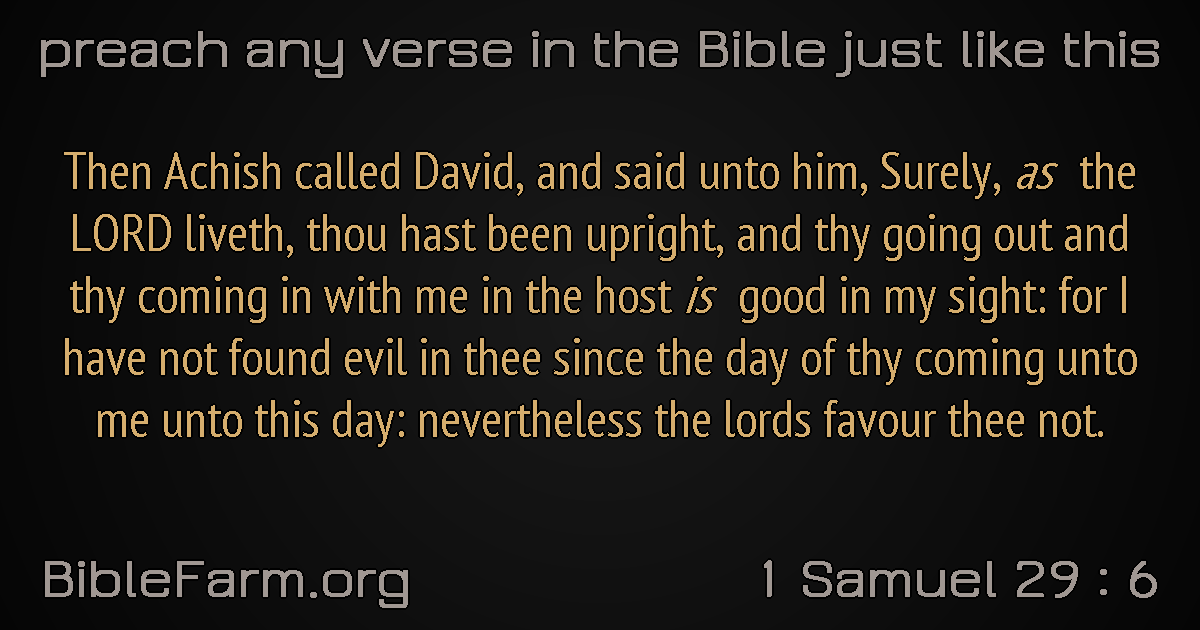 preach any verse in the Bible just like this
Then Achish called David, and said unto him, Surely, as the
LORD liveth, thou hast been upright, and thy going out and
thy coming in with me in the host is good in my sight: for I
have not found evil in thee since the day of thy coming unto
me unto this day: nevertheless the lords favour thee not.
BibleFarm.org
1 Samuel 29 : 6